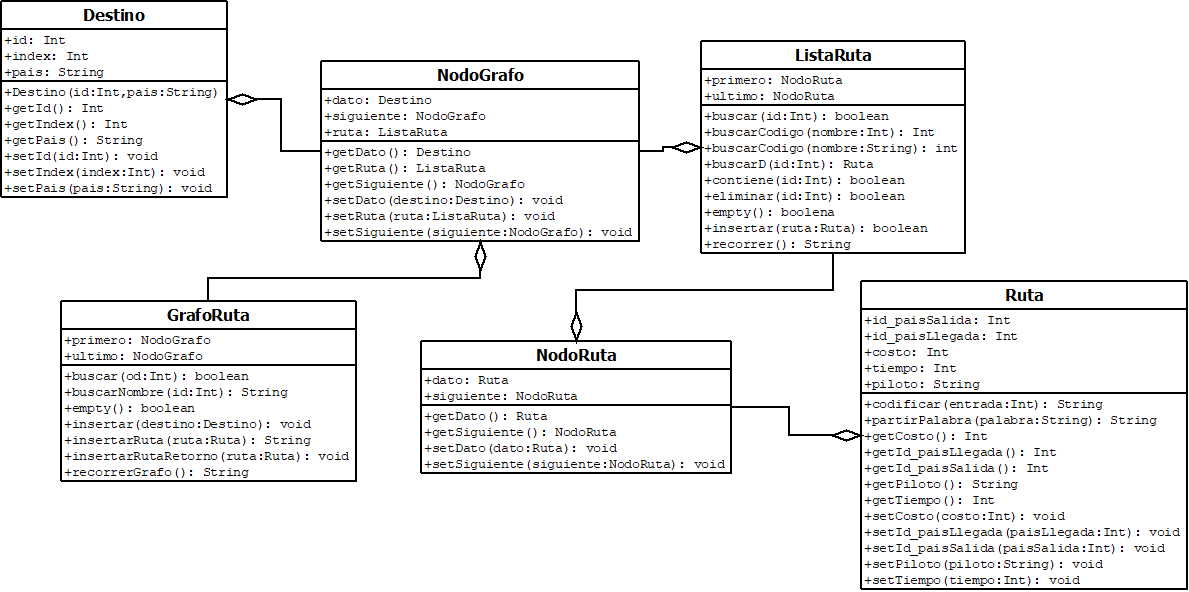 Destino
+id: Int
+index: Int
+pais: String
+Destino(id:Int,pais:String)
+getId(): Int
+getIndex(): Int
+getPais(): String
+setId(id:Int): void
+setIndex(index:Int): void
+setPais(pais:String): void
NodoGrafo
+dato: Destino
+siguiente: NodoGrafo
+ruta: ListaRuta
+getDato(): Destino
+getRuta(): ListaRuta
+getSiguiente(): NodoGrafo
+setDato(destino:Destino): void
+setRuta(ruta:ListaRuta): void
+setSiguiente(siguiente:NodoGrafo): void
ListaRuta
+primero: NodoRuta
+ultimo: NodoRuta
+buscar(id:Int): boolean
+buscarCodigo(nombre:Int): Int
+buscarCodigo(nombre:String): int
+buscarD(id:Int): Ruta
+contiene(id:Int): boolean
+eliminar(id:Int): boolean
+empty(): boolena
+insertar(ruta:Ruta): boolean
+recorrer(): String
GrafoRuta
+primero: NodoGrafo
+ultimo: NodoGrafo
+buscar(od:Int): boolean
+buscarNombre(id:Int): String
+empty(): boolean
+insertar(destino:Destino): void
+insertarRuta(ruta:Ruta): String
+insertarRutaRetorno(ruta:Ruta): void
+recorrerGrafo(): String
NodoRuta
+dato: Ruta
+siguiente: NodoRuta
+getDato(): Ruta
+getSiguiente(): NodoRuta
+setDato(dato:Ruta): void
+setSiguiente(siguiente:NodoRuta): void
Ruta
+id_paisSalida: Int
+id_paisLlegada: Int
+costo: Int
+tiempo: Int
+piloto: String
+codificar(entrada:Int): String
+partirPalabra(palabra:String): String
+getCosto(): Int
+getId_paisLlegada(): Int
+getId_paisSalida(): Int
+getPiloto(): String
+getTiempo(): Int
+setCosto(costo:Int): void
+setId_paisLlegada(paisLlegada:Int): void
+setId_paisSalida(paisSalida:Int): void
+setPiloto(piloto:String): void
+setTiempo(tiempo:Int): void